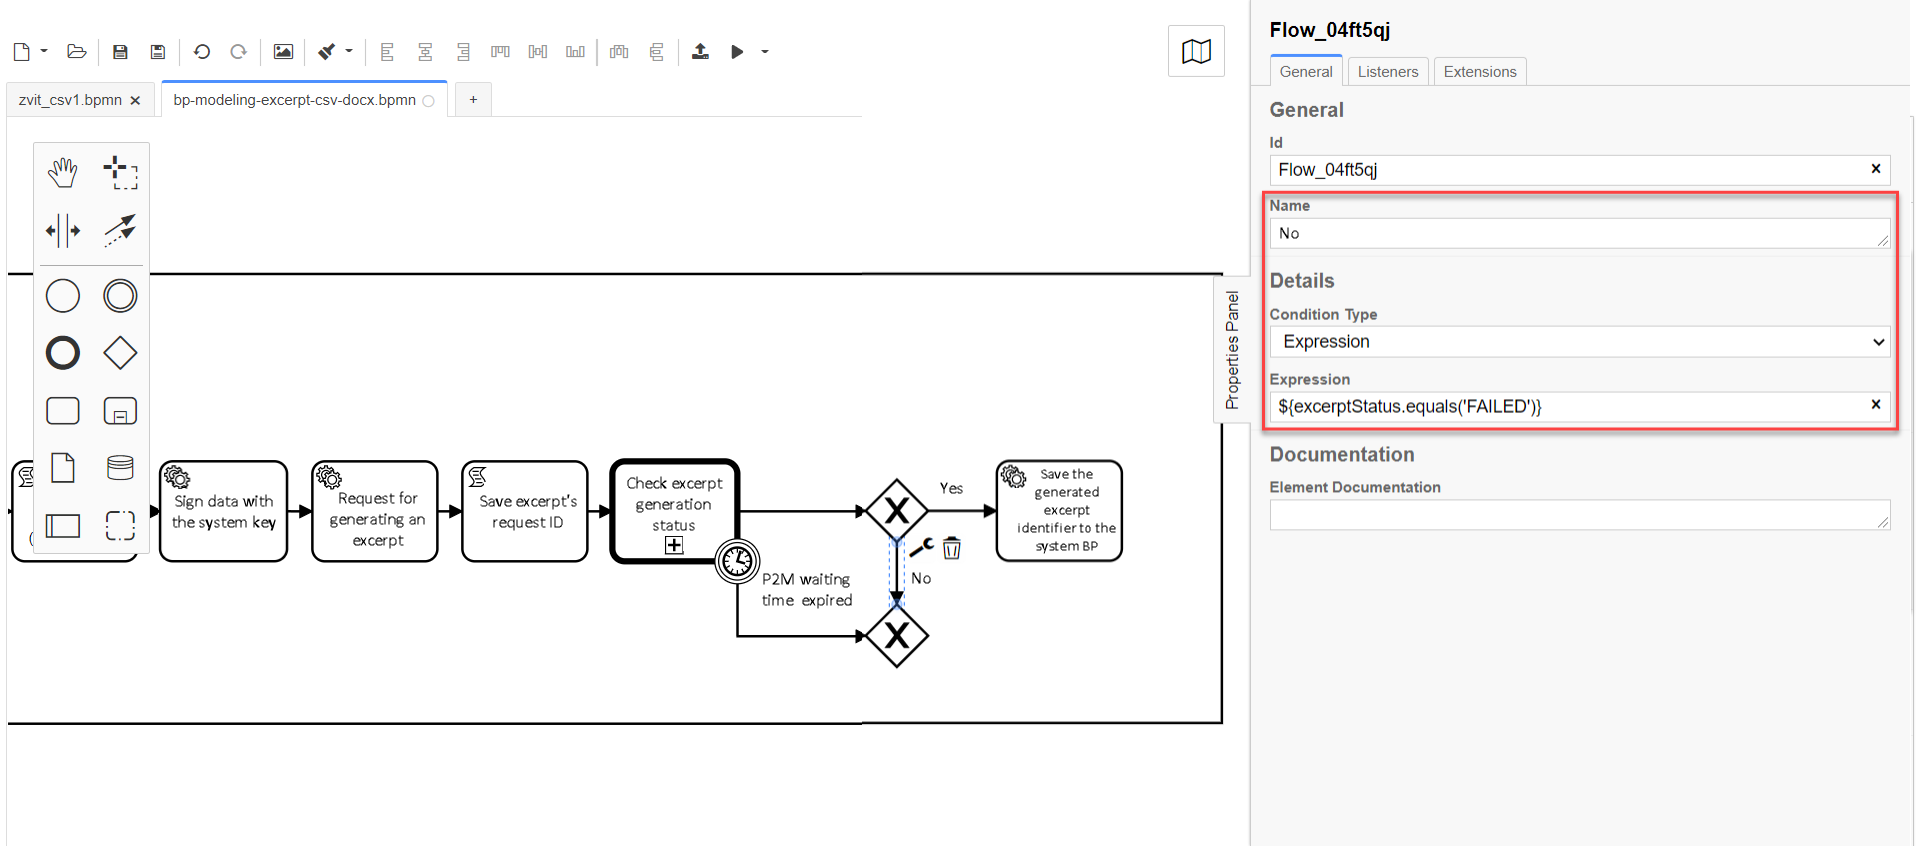 zvit_csv1.bpmn
bp-modeling-excerpt-csv-docx.bpmn
+
(
Sign data with
the system key
Request for
generating an
excerpt
Save excerpt's
request ID
Check excerpt
generation
status
P2M waiting
time expired
Yes
No
Save the
generated
excerpt
identifier to the
system BP
Properties Panel
Flow_04ft5qj
General
Listeners
Extensions
General
Id
Flow_04ft5qj
Name
No
Details
Condition Type
Expression
Expression
${excerptStatus.equals('FAILED')}
Documentation
Element Documentation